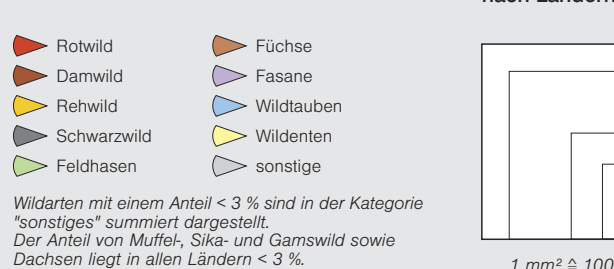 nach Ländern
Rotwild
Damwild
Rehwild
Schwarzwild
Feldhasen
Füchse
Fasane
Wildtauben
Wildenten
sonstige
Wildarten mit einem Anteil < 3 % sind in der Kategorie
"sonstiges" summiert dargestellt.
Der Anteil von Muffel-, Sika- und Gamswild sowie
Dachsen liegt in allen Ländern < 3 %.
1 mm² ≙ 100